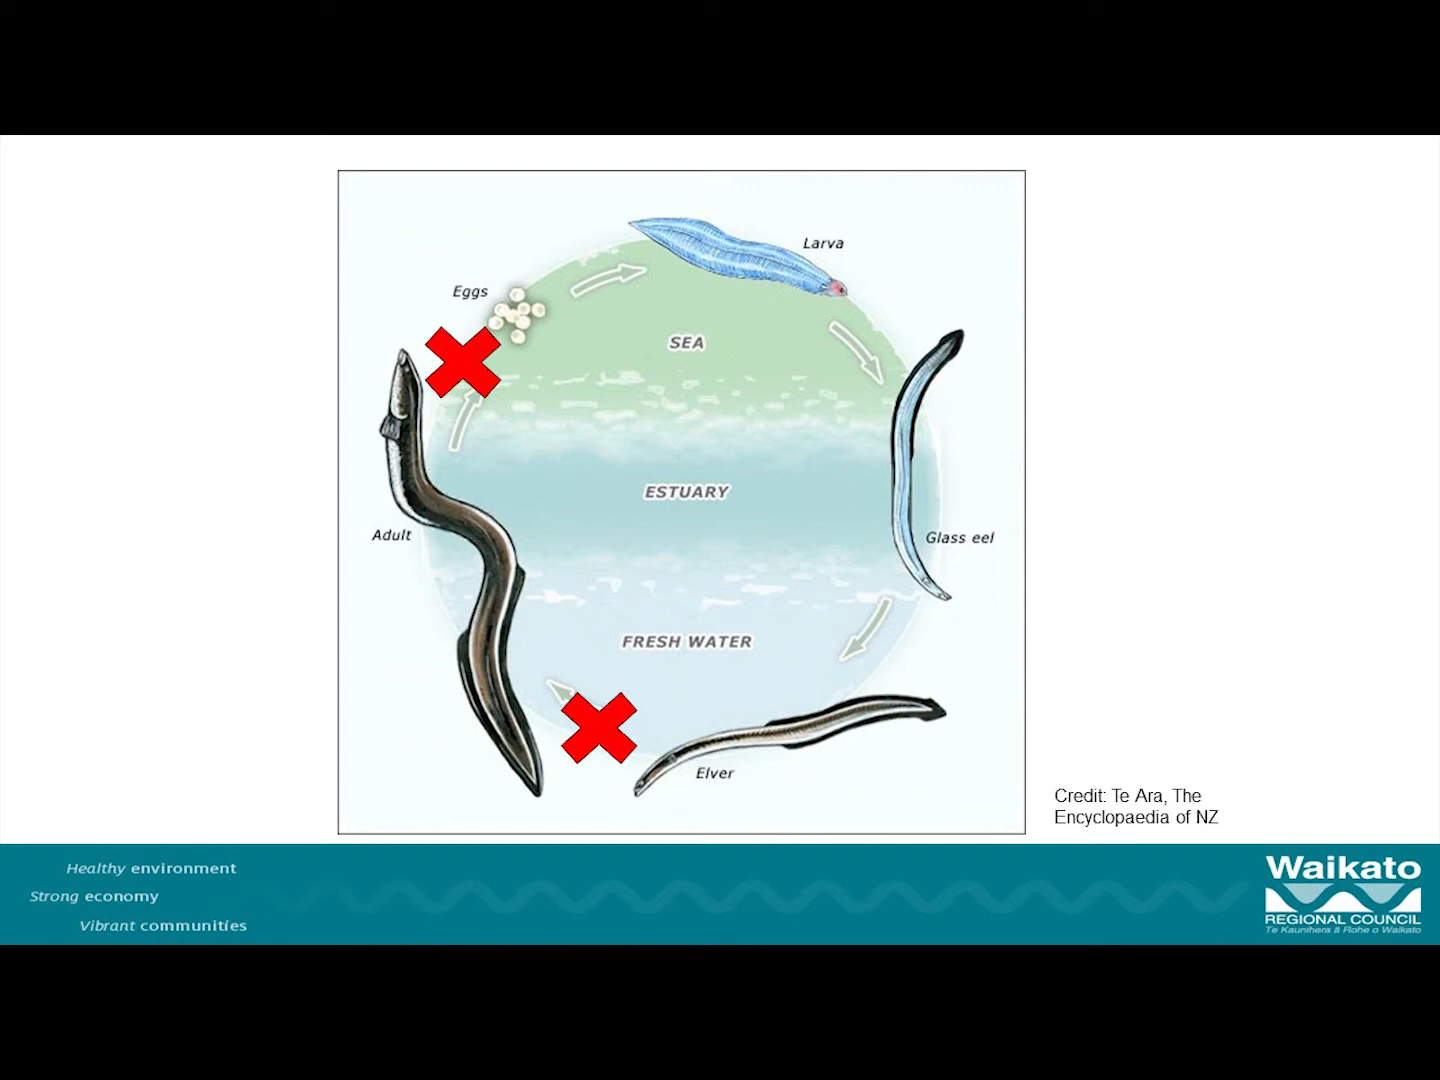 Larva
Eggs
SEA
ESTUARY
Adult
Glass eel
FRESH WATER
Elver
Credit: Te Ara, The
Encyclopaedia of NZ
Healthy environment
Strong economy
Vibrant communities
Waikato
REGIONAL COUNCIL
Te Kaunihera ā Rohe o Waikato